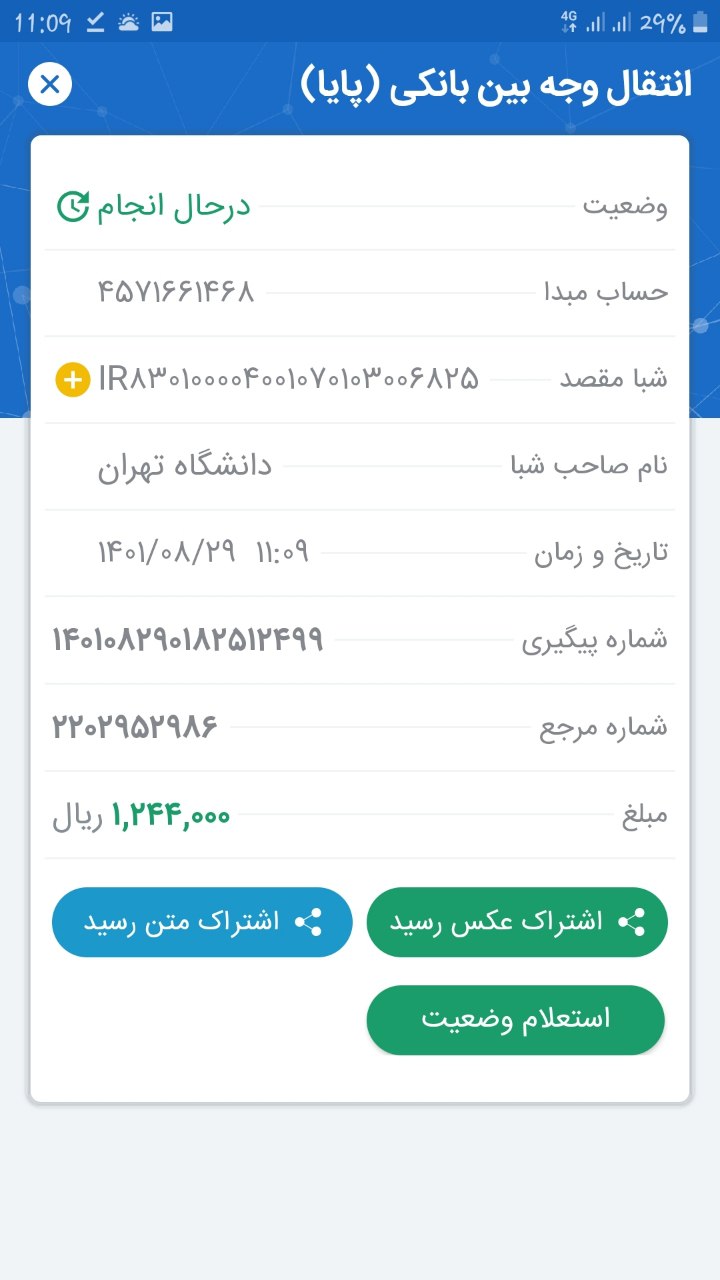 11:09 4G 29%
انتقال وجه بین بانکی (پایا)
وضعیت درحال انجام
حساب مبدا ۴۵۷۱۶۶۱۴۶۸
شبا مقصد IR۸۳۰۱۰۰۰۰۴۰۰۱۰۷۰۱۰۳۰۰۶۸۲۵
نام صاحب شبا دانشگاه تهران
تاریخ و زمان ۱۴۰۱/۰۸/۲۹ ۱۱:۰۹
شماره پیگیری ۱۴۰۱۰۸۲۹۰۱۸۲۵۱۲۴۹۹
شماره مرجع ۲۲۰۲۹۵۲۹۸۶
مبلغ ۱,۲۴۴,۰۰۰ ریال
اشتراک عکس رسید اشتراک متن رسید
استعلام وضعیت